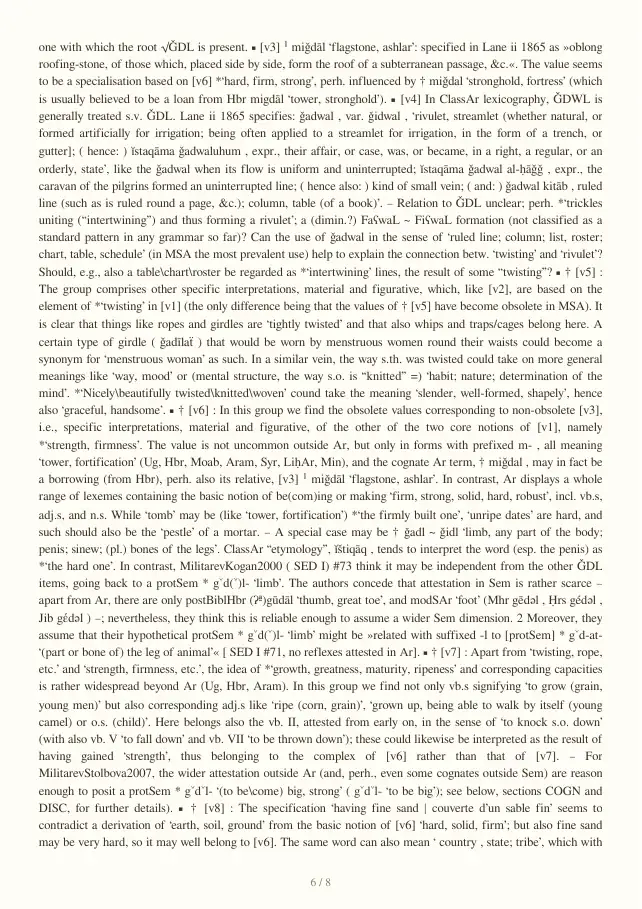 one with which the root √ĞDL is present. ▪ [v3] ¹ miğdāl ‘flagstone, ashlar’: specified in Lane ii 1865 as »oblong
roofing-stone, of those which, placed side by side, form the roof of a subterranean passage, &c.«. The value seems
to be a specialisation based on [v6] *‘hard, firm, strong’, perh. influenced by † miğdal ‘stronghold, fortress’ (which
is usually believed to be a loan from Hbr migdāl ‘tower, stronghold’). ▪ [v4] In ClassAr lexicography, ĞDWL is
generally treated s.v. ĞDL. Lane ii 1865 specifies: ğadwal , var. ğidwal , ‘rivulet, streamlet (whether natural, or
formed artificially for irrigation; being often applied to a streamlet for irrigation, in the form of a trench, or
gutter]; ( hence: ) ĭstaqāma ğadwaluhum , expr., their affair, or case, was, or became, in a right, a regular, or an
orderly, state’, like the ğadwal when its flow is uniform and uninterrupted; ĭstaqāma ğadwal al-ḥāǧǧ , expr., the
caravan of the pilgrins formed an uninterrupted line; ( hence also: ) kind of small vein; ( and: ) ğadwal kitāb , ruled
line (such as is ruled round a page, &c.); column, table (of a book)’. – Relation to ĞDL unclear; perh. *‘trickles
uniting (“intertwining”) and thus forming a rivulet’; a (dimin.?) FaʕwaL ~ FiʕwaL formation (not classified as a
standard pattern in any grammar so far)? Can the use of ğadwal in the sense of ‘ruled line; column; list, roster;
chart, table, schedule’ (in MSA the most prevalent use) help to explain the connection betw. ‘twisting’ and ‘rivulet’?
Should, e.g., also a table\chart\roster be regarded as *‘intertwining’ lines, the result of some “twisting”? ▪ † [v5] :
The group comprises other specific interpretations, material and figurative, which, like [v2], are based on the
element of *‘twisting’ in [v1] (the only difference being that the values of † [v5] have become obsolete in MSA). It
is clear that things like ropes and girdles are ‘tightly twisted’ and that also whips and traps/cages belong here. A
certain type of girdle ( ğadīlaẗ ) that would be worn by menstruous women round their waists could become a
synonym for ‘menstruous woman’ as such. In a similar vein, the way s.th. was twisted could take on more general
meanings like ‘way, mood’ or (mental structure, the way s.o. is “knitted” =) ‘habit; nature; determination of the
mind’. *‘Nicely\beautifully twisted\knitted\woven’ cound take the meaning ‘slender, well-formed, shapely’, hence
also ‘graceful, handsome’. ▪ † [v6] : In this group we find the obsolete values corresponding to non-obsolete [v3],
i.e., specific interpretations, material and figurative, of the other of the two core notions of [v1], namely
*‘strength, firmness’. The value is not uncommon outside Ar, but only in forms with prefixed m- , all meaning
‘tower, fortification’ (Ug, Hbr, Moab, Aram, Syr, LiḥAr, Min), and the cognate Ar term, † miğdal , may in fact be
a borrowing (from Hbr), perh. also its relative, [v3] ¹ miğdāl ‘flagstone, ashlar’. In contrast, Ar displays a whole
range of lexemes containing the basic notion of be(com)ing or making ‘firm, strong, solid, hard, robust’, incl. vb.s,
adj.s, and n.s. While ‘tomb’ may be (like ‘tower, fortification’) *‘the firmly built one’, ‘unripe dates’ are hard, and
such should also be the ‘pestle’ of a mortar. – A special case may be † ğadl ~ ğidl ‘limb, any part of the body;
penis; sinew; (pl.) bones of the legs’. ClassAr “etymology”, ĭštiqāq , tends to interpret the word (esp. the penis) as
*‘the hard one’. In contrast, MilitarevKogan2000 ( SED I) #73 think it may be independent from the other ĞDL
items, going back to a protSem * gˇd(ˇ)l- ‘limb’. The authors concede that attestation in Sem is rather scarce –
apart from Ar, there are only postBiblHbr (ʔᵃ̈)gūdāl ‘thumb, great toe’, and modSAr ‘foot’ (Mhr gēdəl , Ḥrs gédəl ,
Jib gɛ́dəl ) –; nevertheless, they think this is reliable enough to assume a wider Sem dimension. 2 Moreover, they
assume that their hypothetical protSem * gˇd(ˇ)l- ‘limb’ might be »related with suffixed -l to [protSem] * gˇd-at-
‘(part or bone of) the leg of animal’« [ SED I #71, no reflexes attested in Ar]. ▪ † [v7] : Apart from ‘twisting, rope,
etc.’ and ‘strength, firmness, etc.’, the idea of *‘growth, greatness, maturity, ripeness’ and corresponding capacities
is rather widespread beyond Ar (Ug, Hbr, Aram). In this group we find not only vb.s signifying ‘to grow (grain,
young men)’ but also corresponding adj.s like ‘ripe (corn, grain)’, ‘grown up, being able to walk by itself (young
camel) or o.s. (child)’. Here belongs also the vb. II, attested from early on, in the sense of ‘to knock s.o. down’
(with also vb. V ‘to fall down’ and vb. VII ‘to be thrown down’); these could likewise be interpreted as the result of
having gained ‘strength’, thus belonging to the complex of [v6] rather than that of [v7]. – For
MilitarevStolbova2007, the wider attestation outside Ar (and, perh., even some cognates outside Sem) are reason
enough to posit a protSem * gˇdˇl- ‘(to be\come) big, strong’ ( gˇdˇl- ‘to be big’); see below, sections COGN and
DISC, for further details). ▪ † [v8] : The specification ‘having fine sand | couverte d’un sable fin’ seems to
contradict a derivation of ‘earth, soil, ground’ from the basic notion of [v6] ‘hard, solid, firm’; but also fine sand
may be very hard, so it may well belong to [v6]. The same word can also mean ‘ country , state; tribe’, which with
6 / 8